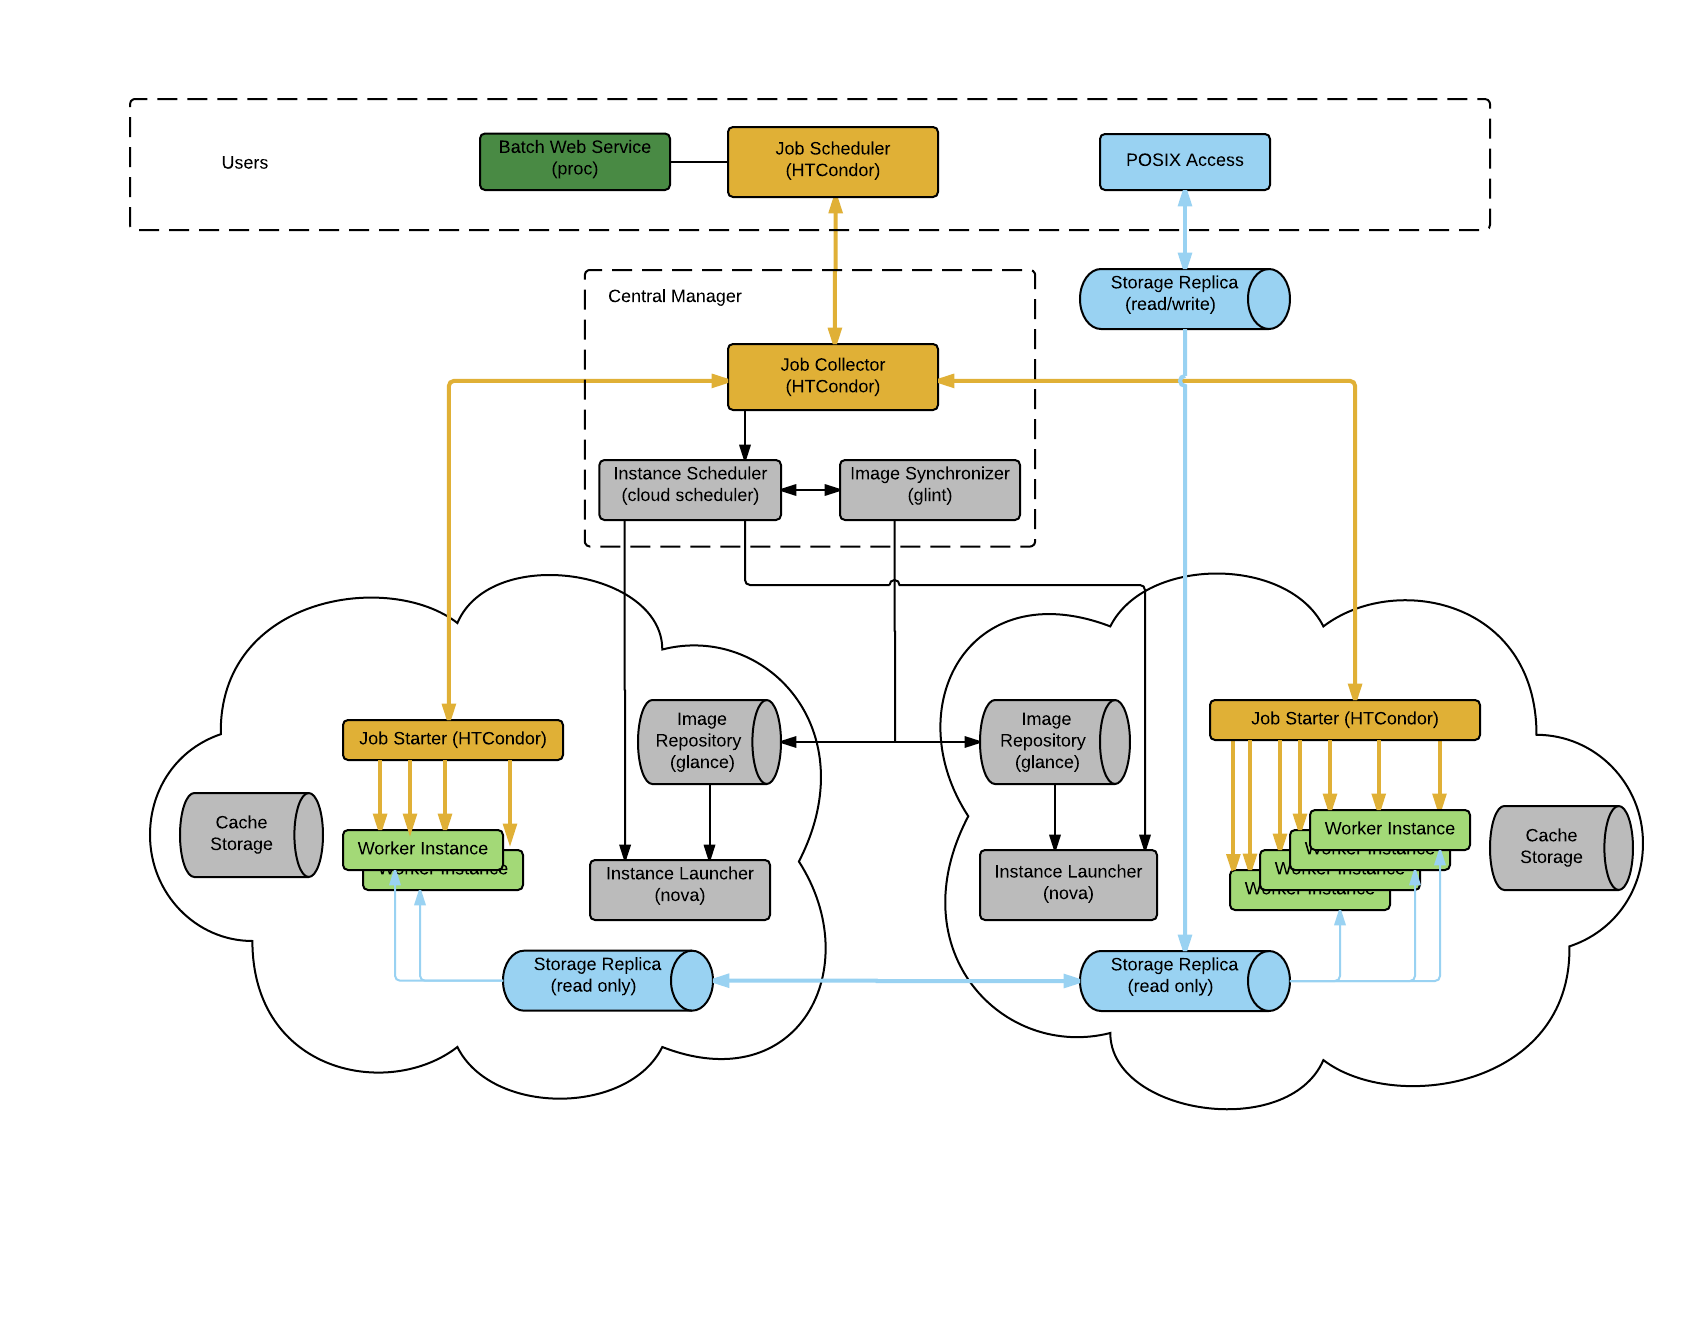 Users
Batch Web Service
(proc)
Job Scheduler
(HTCondor)
POSIX Access
Storage Replica
(read/write)
Central Manager
Job Collector
(HTCondor)
Instance Scheduler
(cloud scheduler)
Image Synchronizer
(glint)
Job Starter (HTCondor)
Image
Repository
(glance)
Cache
Storage
Worker Instance
Worker Instance
Instance Launcher
(nova)
Storage Replica
(read only)
Image
Repository
(glance)
Job Starter (HTCondor)
Worker Instance
Worker Instance
Worker Instance
Worker Instance
Cache
Storage
Instance Launcher
(nova)
Storage Replica
(read only)